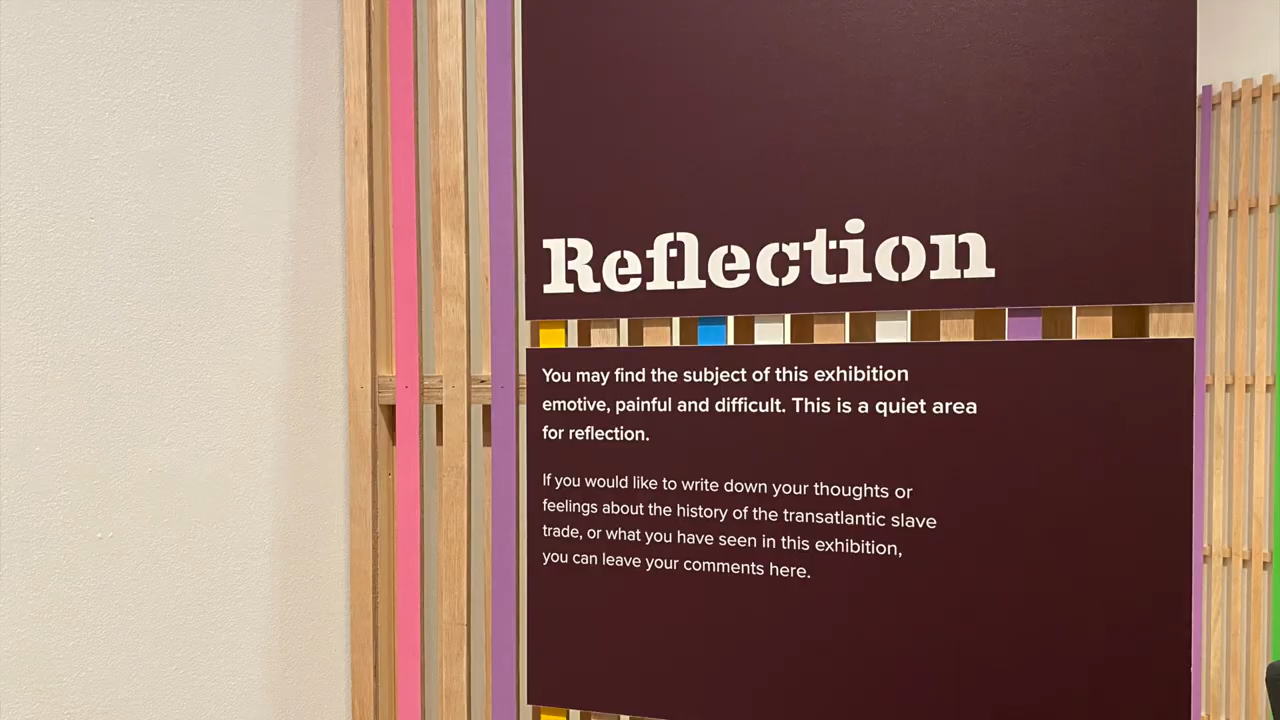 Reflection
You may find the subject of this exhibition
emotive, painful and difficult. This is a quiet area
for reflection.
If you would like to write down your thoughts or
feelings about the history of the transatlantic slave
trade, or what you have seen in this exhibition,
you can leave your comments here.